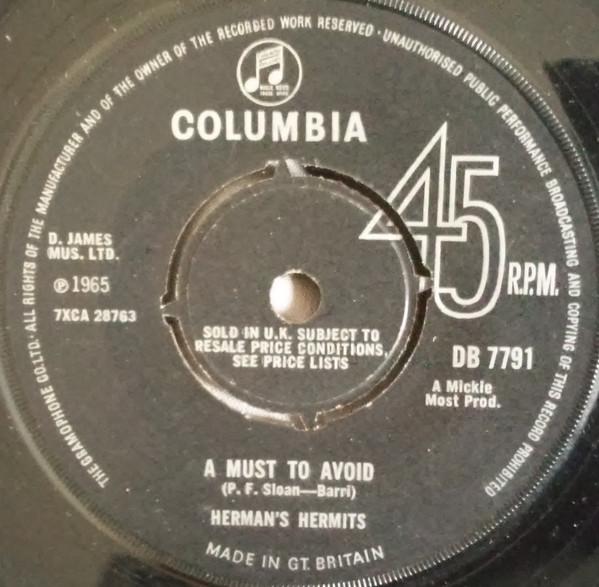 THE GRAMOPHONE CO. LTD. ALL RIGHTS OF THE MANUFACTURER AND OF THE OWNER OF THE RECORDED WORK RESERVED · UNAUTHORISED PUBLIC PERFORMANCE BROADCASTING AND COPYING OF THIS RECORD PROHIBITED
COLUMBIA
45
R.P.M.
D. JAMES
MUS. LTD.
℗ 1965
7XCA 28763
SOLD IN U.K. SUBJECT TO
RESALE PRICE CONDITIONS,
SEE PRICE LISTS
DB 7791
A Mickie
Most Prod.
A MUST TO AVOID
(P. F. Sloan—Barri)
HERMAN'S HERMITS
MADE IN GT. BRITAIN